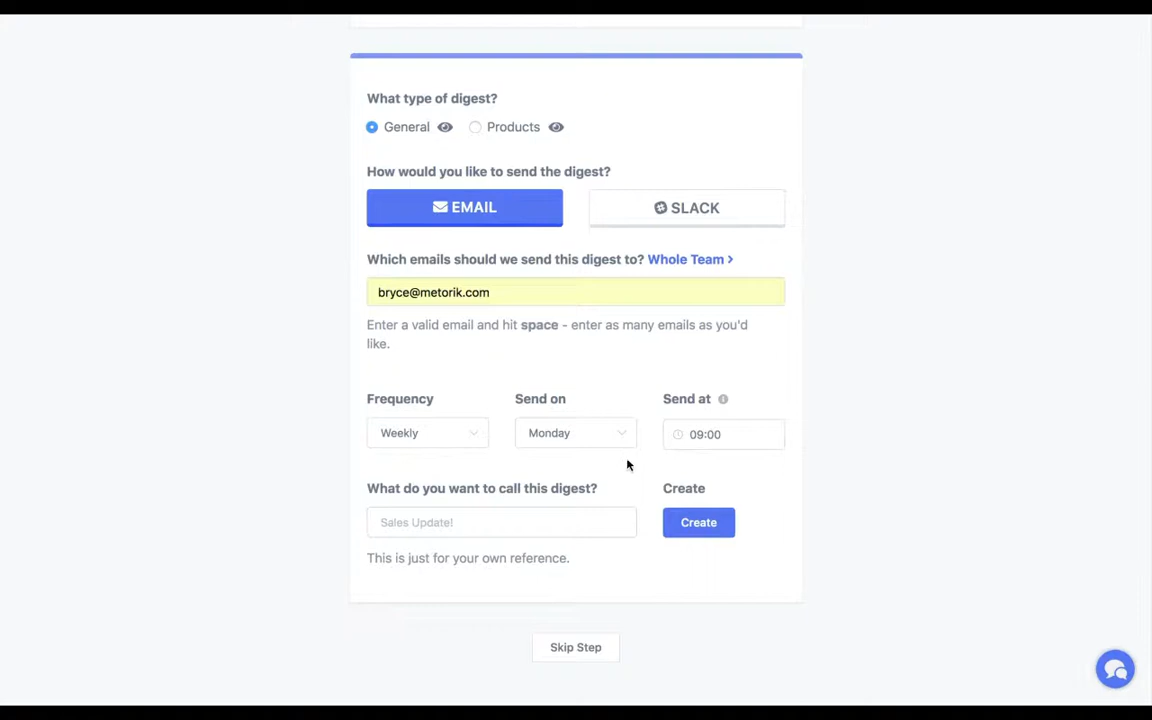 What type of digest?
General Products
How would you like to send the digest?
EMAIL SLACK
Which emails should we send this digest to? Whole Team >
bryce@metorik.com
Enter a valid email and hit space - enter as many emails as you'd
like.
Frequency Send on Send at
Weekly Monday 09:00
What do you want to call this digest? Create
Sales Update! Create
This is just for your own reference.
Skip Step